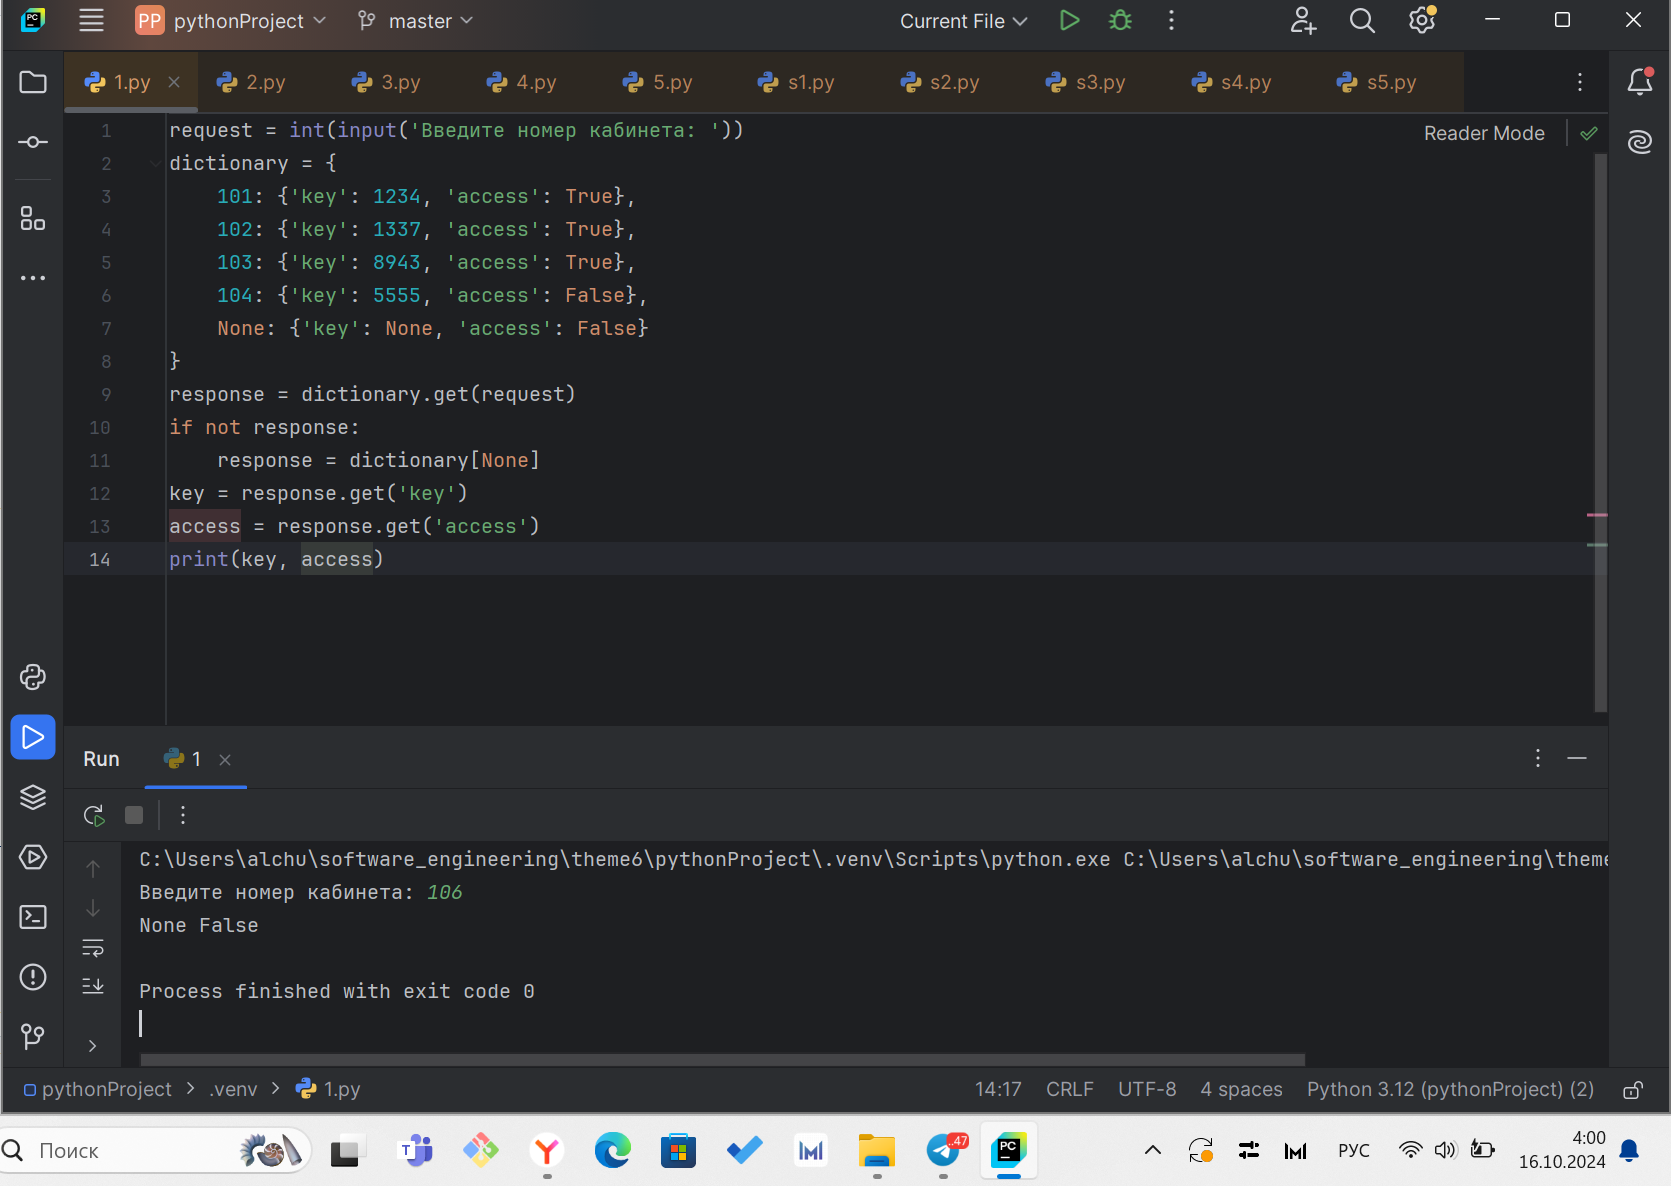 PC PP pythonProject master Current File
1.py 2.py 3.py 4.py 5.py s1.py s2.py s3.py s4.py s5.py
Reader Mode
1 request = int(input('Введите номер кабинета: '))
2 dictionary = {
3 101: {'key': 1234, 'access': True},
4 102: {'key': 1337, 'access': True},
5 103: {'key': 8943, 'access': True},
6 104: {'key': 5555, 'access': False},
7 None: {'key': None, 'access': False}
8 }
9 response = dictionary.get(request)
10 if not response:
11 response = dictionary[None]
12 key = response.get('key')
13 access = response.get('access')
14 print(key, access)
Run 1
C:\Users\alchu\software_engineering\theme6\pythonProject\.venv\Scripts\python.exe C:\Users\alchu\software_engineering\theme
Введите номер кабинета: 106
None False
Process finished with exit code 0
pythonProject > .venv > 1.py 14:17 CRLF UTF-8 4 spaces Python 3.12 (pythonProject) (2)
Поиск 47 PC РУС 4:00
16.10.2024